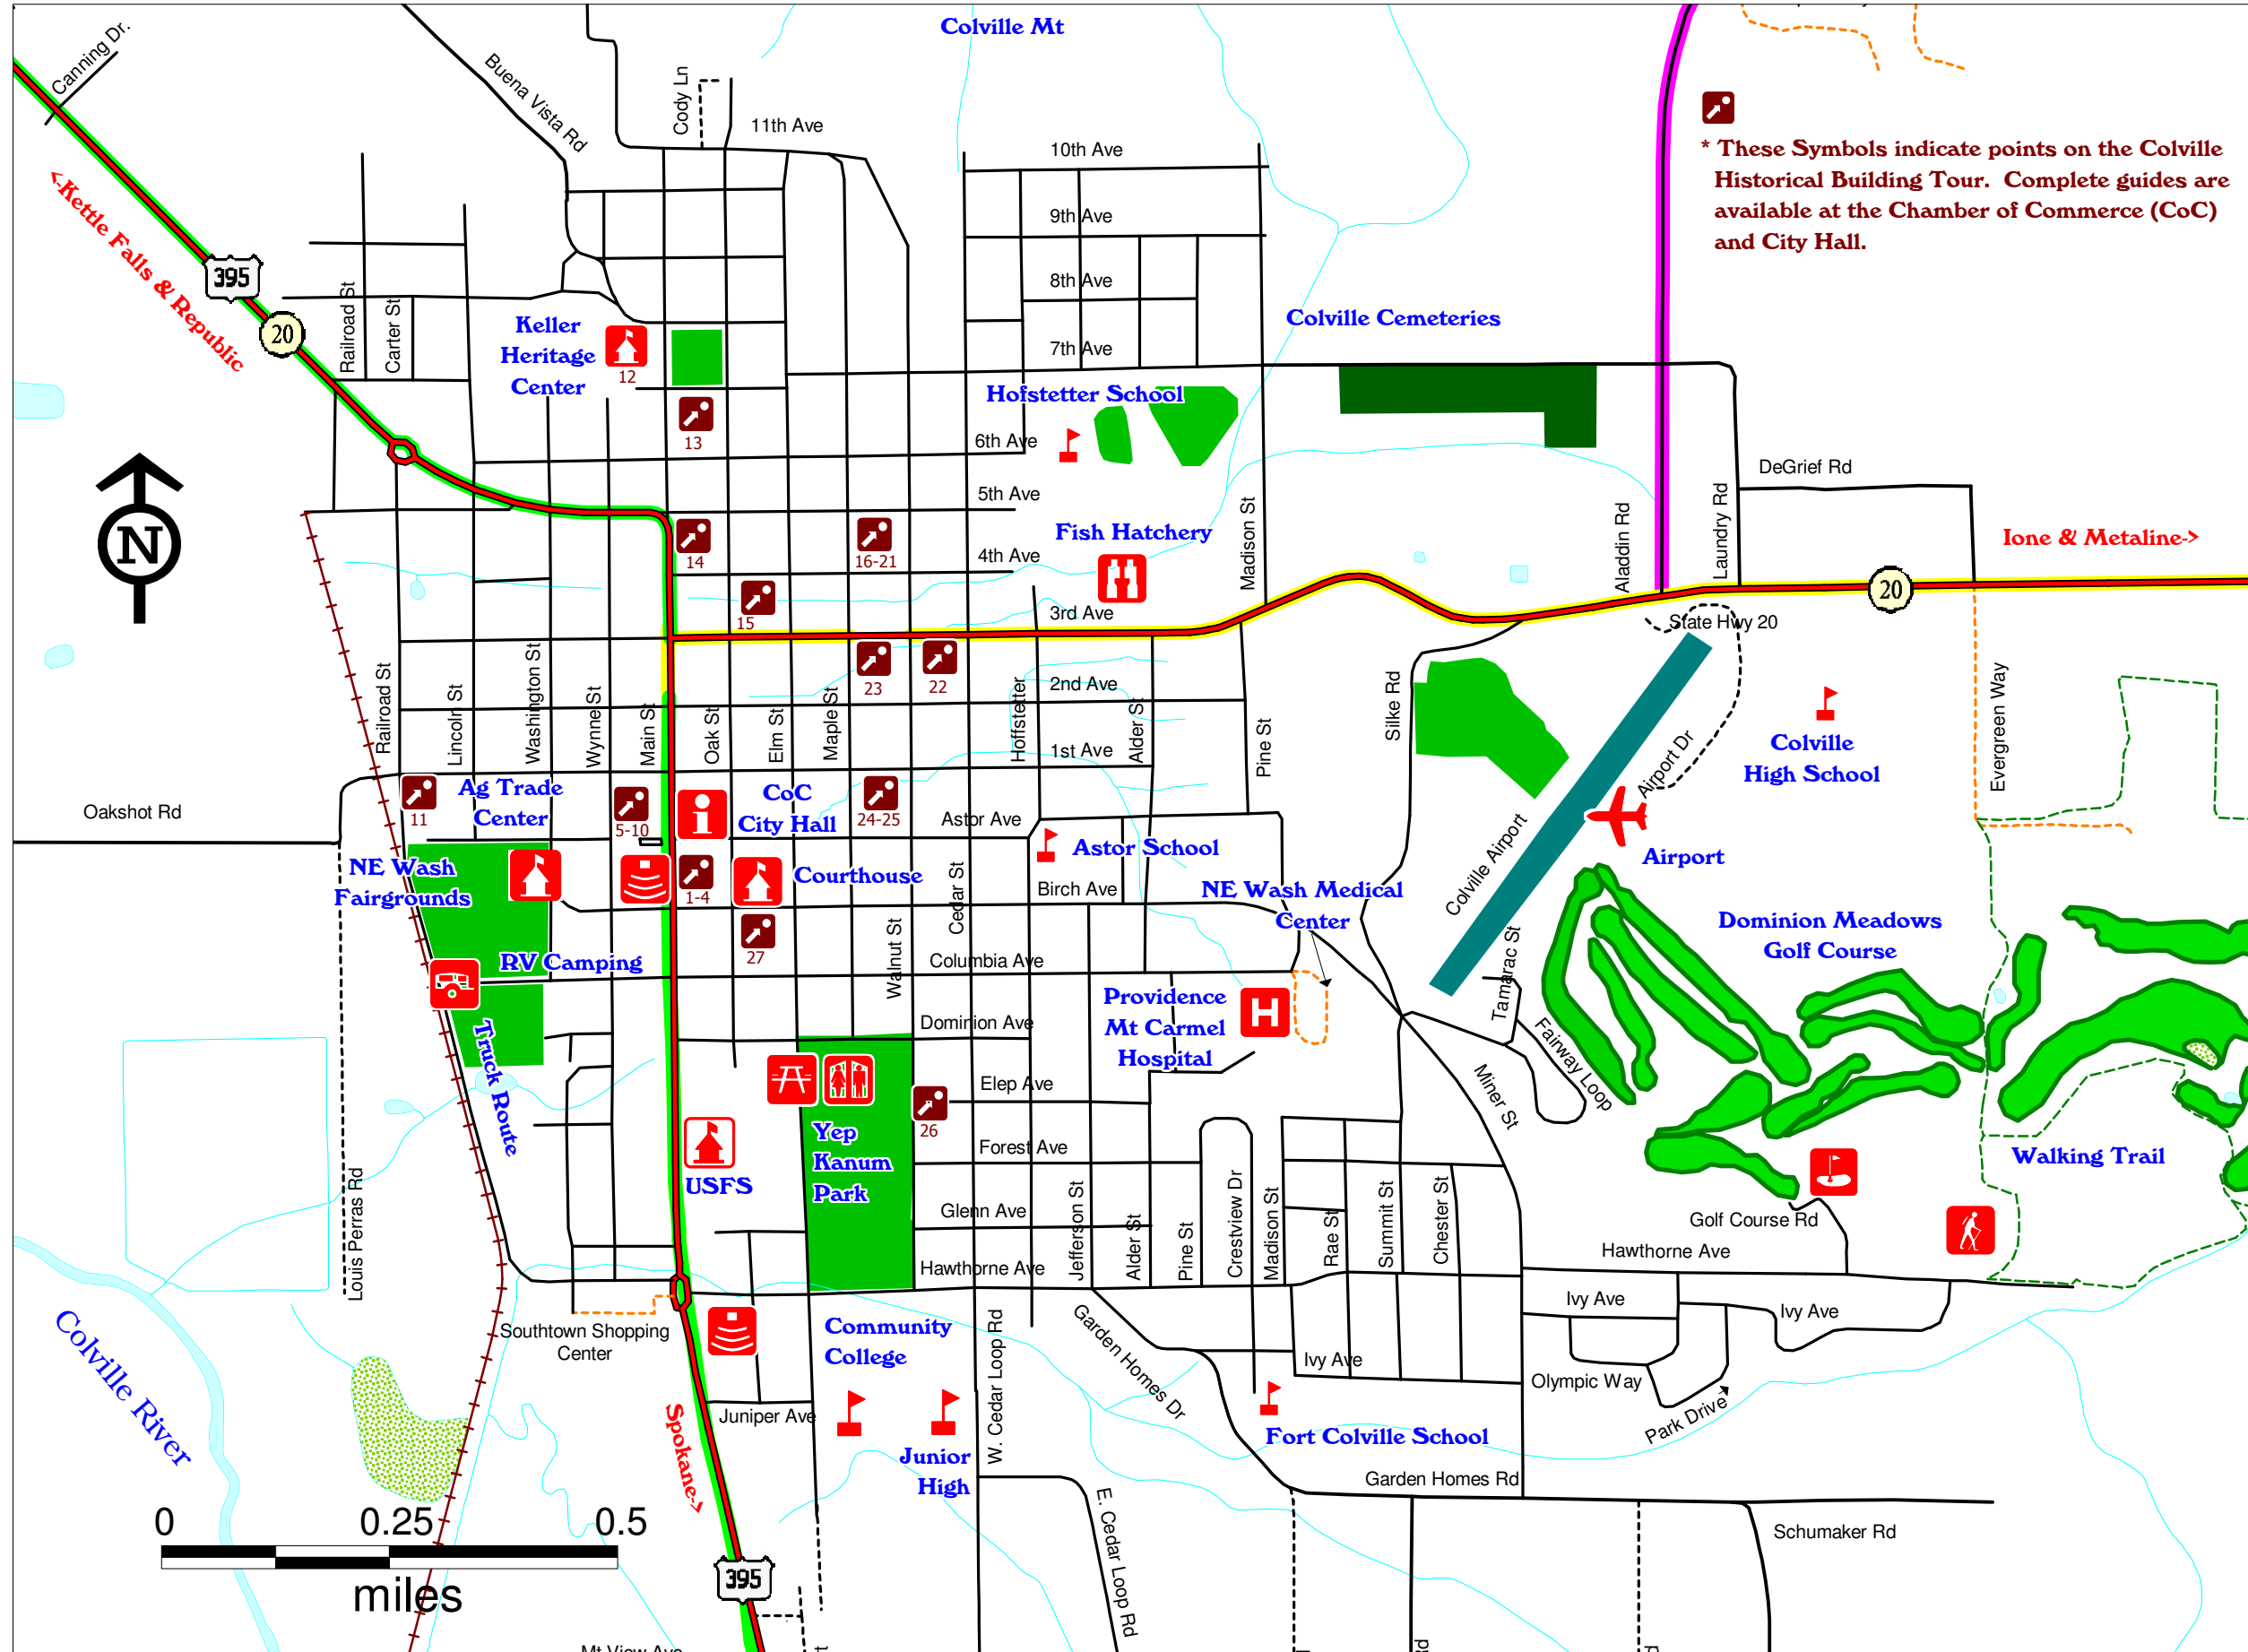 Colville Mt
Canning Dr.
Buena Vista Rd
Cody Ln
11th Ave
10th Ave
* These Symbols indicate points on the Colville
Historical Building Tour. Complete guides are
available at the Chamber of Commerce (CoC)
and City Hall.
<-Kettle Falls & Republic
9th Ave
395
20
8th Ave
Railroad St
Carter St
Keller
Heritage
Center
12
Colville Cemeteries
7th Ave
Hofstetter School
13
6th Ave
DeGrief Rd
5th Ave
N
Madison St
Aladdin Rd
Laundry Rd
Fish Hatchery
Ione & Metaline->
14
16-21
4th Ave
20
15
3rd Ave
State Hwy 20
Railroad St
Lincoln St
Washington St
Wynne St
Main St
Oak St
Elm St
Maple St
23
22
Hoffstetter
2nd Ave
Alder St
Pine St
Silke Rd
Evergreen Way
1st Ave
Airport Dr
Colville
High School
Oakshot Rd
11
Ag Trade
Center
5-10
CoC
City Hall
24-25
Astor Ave
Astor School
Colville Airport
Airport
NE Wash
Fairgrounds
1-4
Courthouse
Cedar St
Birch Ave
NE Wash Medical
Center
Dominion Meadows
Golf Course
27
Walnut St
RV Camping
Columbia Ave
Tamarac St
Providence
Mt Carmel
Hospital
H
Dominion Ave
Truck Route
Fairway Loop
Elep Ave
Miner St
26
Yep
Kanum
Park
Forest Ave
USFS
Walking Trail
Louis Perras Rd
Glenn Ave
Jefferson St
Alder St
Pine St
Crestview Dr
Madison St
Rae St
Summit St
Chester St
Golf Course Rd
Hawthorne Ave
Hawthorne Ave
Ivy Ave
Ivy Ave
Colville River
Southtown Shopping
Center
Community
College
W. Cedar Loop Rd
Garden Homes Dr
Ivy Ave
Olympic Way
Park Drive
Spokane->
Juniper Ave
Junior
High
Fort Colville School
Garden Homes Rd
E. Cedar Loop Rd
Schumaker Rd
0
0.25
0.5
miles
395
Mt View Ave